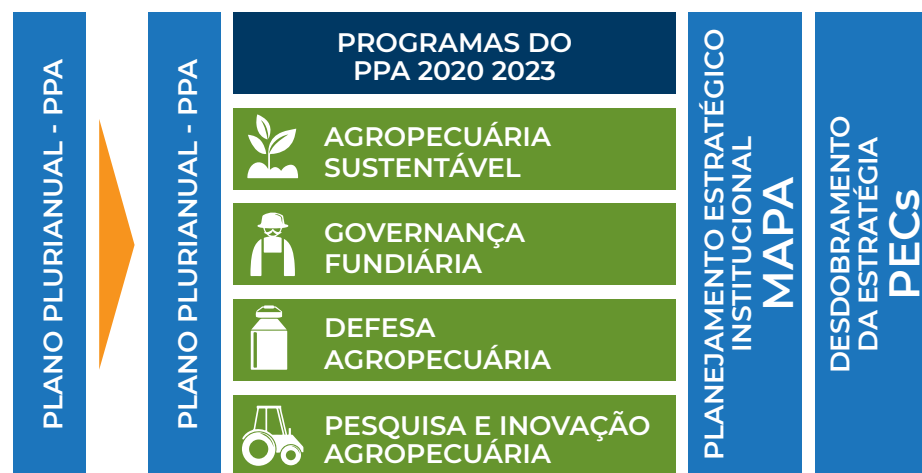 PLANO PLURIANUAL - PPA
PLANO PLURIANUAL - PPA
PROGRAMAS DO
PPA 2020 2023
AGROPECUÁRIA
SUSTENTÁVEL
GOVERNANÇA
FUNDIÁRIA
DEFESA
AGROPECUÁRIA
PESQUISA E INOVAÇÃO
AGROPECUÁRIA
PLANEJAMENTO ESTRATÉGICO
INSTITUCIONAL
MAPA
DESDOBRAMENTO
DA ESTRATÉGIA
PECs